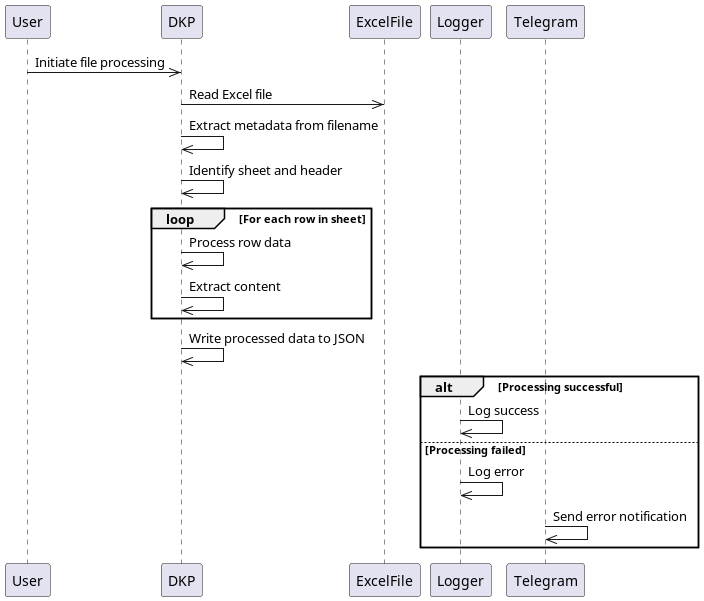 User
DKP
ExcelFile
Logger
Telegram
Initiate file processing
Read Excel file
Extract metadata from filename
Identify sheet and header
loop
[For each row in sheet]
Process row data
Extract content
Write processed data to JSON
alt
[Processing successful]
Log success
[Processing failed]
Log error
Send error notification
User
DKP
ExcelFile
Logger
Telegram